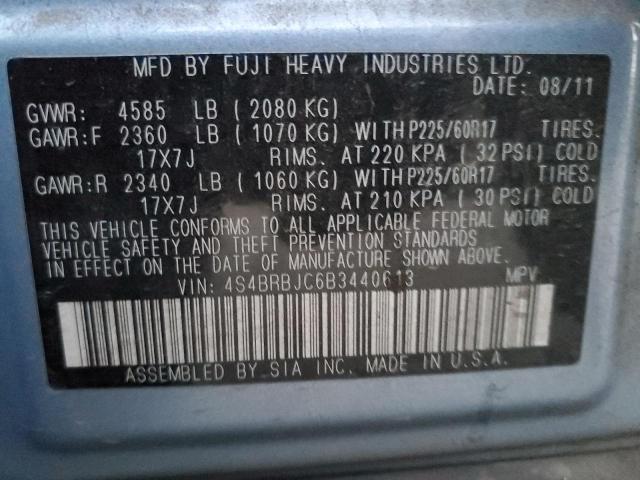 MFD BY FUJI HEAVY INDUSTRIES LTD.
DATE: 08/11
GVWR: 4585 LB ( 2080 KG)
GAWR:F 2360 LB ( 1070 KG) WITH P225/60R17 TIRES.
17X7J RIMS. AT 220 KPA ( 32 PSI) COLD
GAWR:R 2340 LB ( 1060 KG) WITH P225/60R17 TIRES.
17X7J RIMS. AT 210 KPA ( 30 PSI) COLD
THIS VEHICLE CONFORMS TO ALL APPLICABLE FEDERAL MOTOR
VEHICLE SAFETY AND THEFT PREVENTION STANDARDS
IN EFFECT ON THE DATE OF MANUFACTURE SHOWN ABOVE.
VIN: 4S4BRBJC6B3440613 MPV
ASSEMBLED BY SIA INC. MADE IN U.S.A.